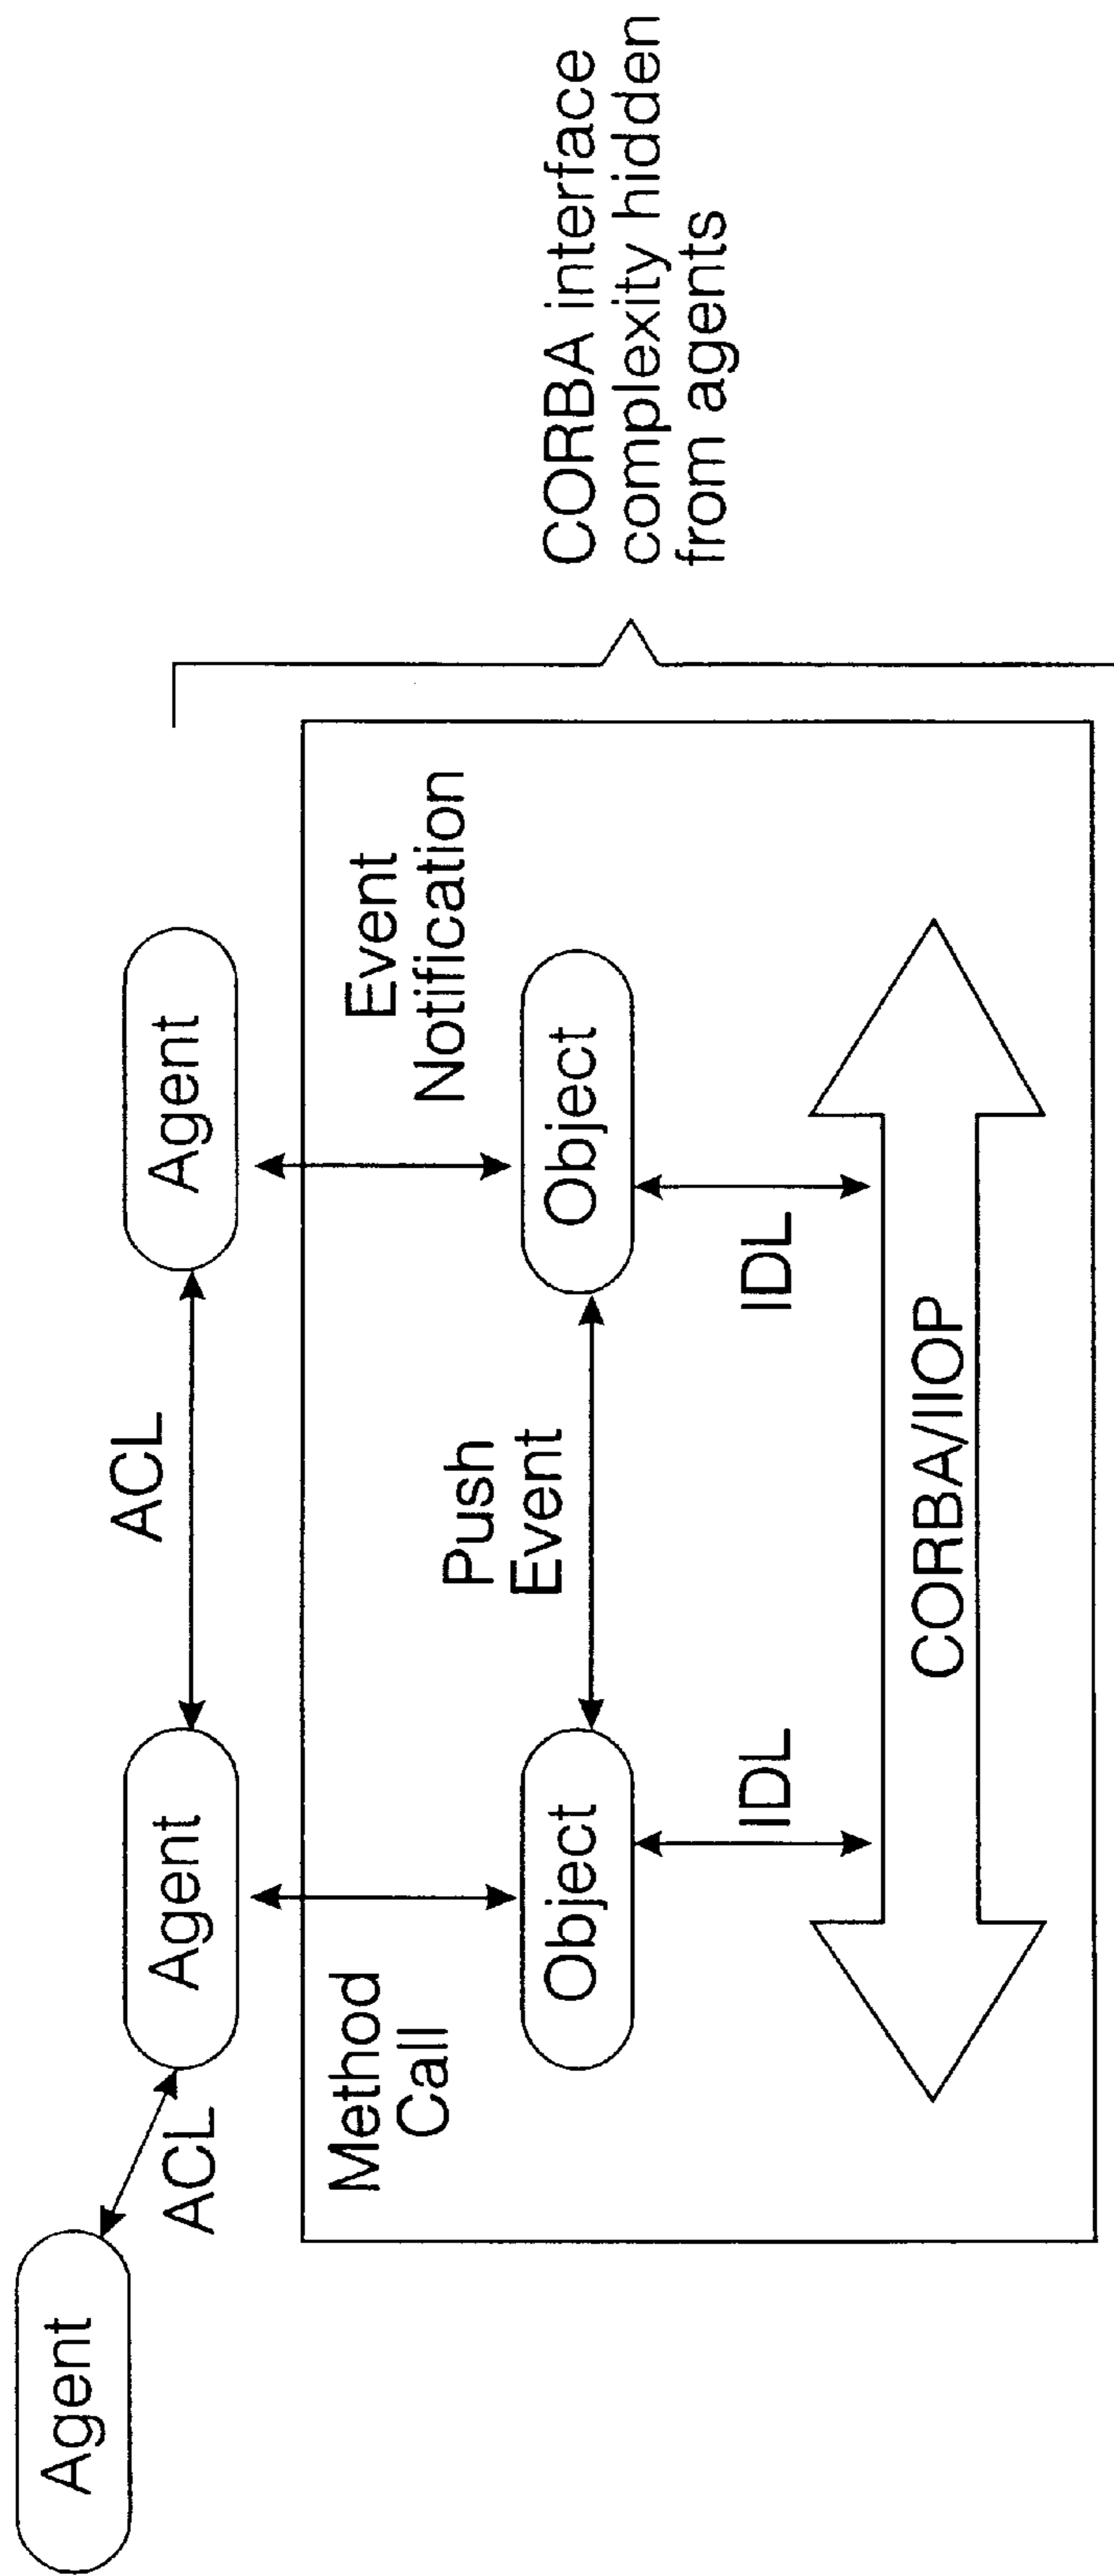 Agent
ACL
Agent
ACL
Agent
Method
Call
Event
Notification
Object
Push
Event
Object
IDL
IDL
CORBA/IIOP
CORBA interface
complexity hidden
from agents